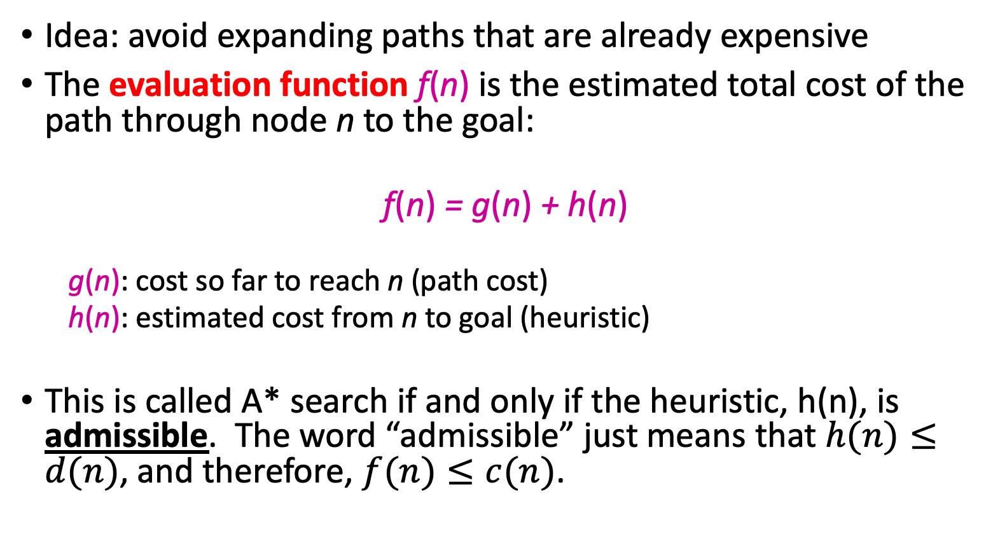 • Idea: avoid expanding paths that are already expensive
• The evaluation function f(n) is the estimated total cost of the
path through node n to the goal:
f(n) = g(n) + h(n)
g(n): cost so far to reach n (path cost)
h(n): estimated cost from n to goal (heuristic)
• This is called A* search if and only if the heuristic, h(n), is
admissible.  The word “admissible” just means that h(n) ≤
d(n), and therefore, f(n) ≤ c(n).